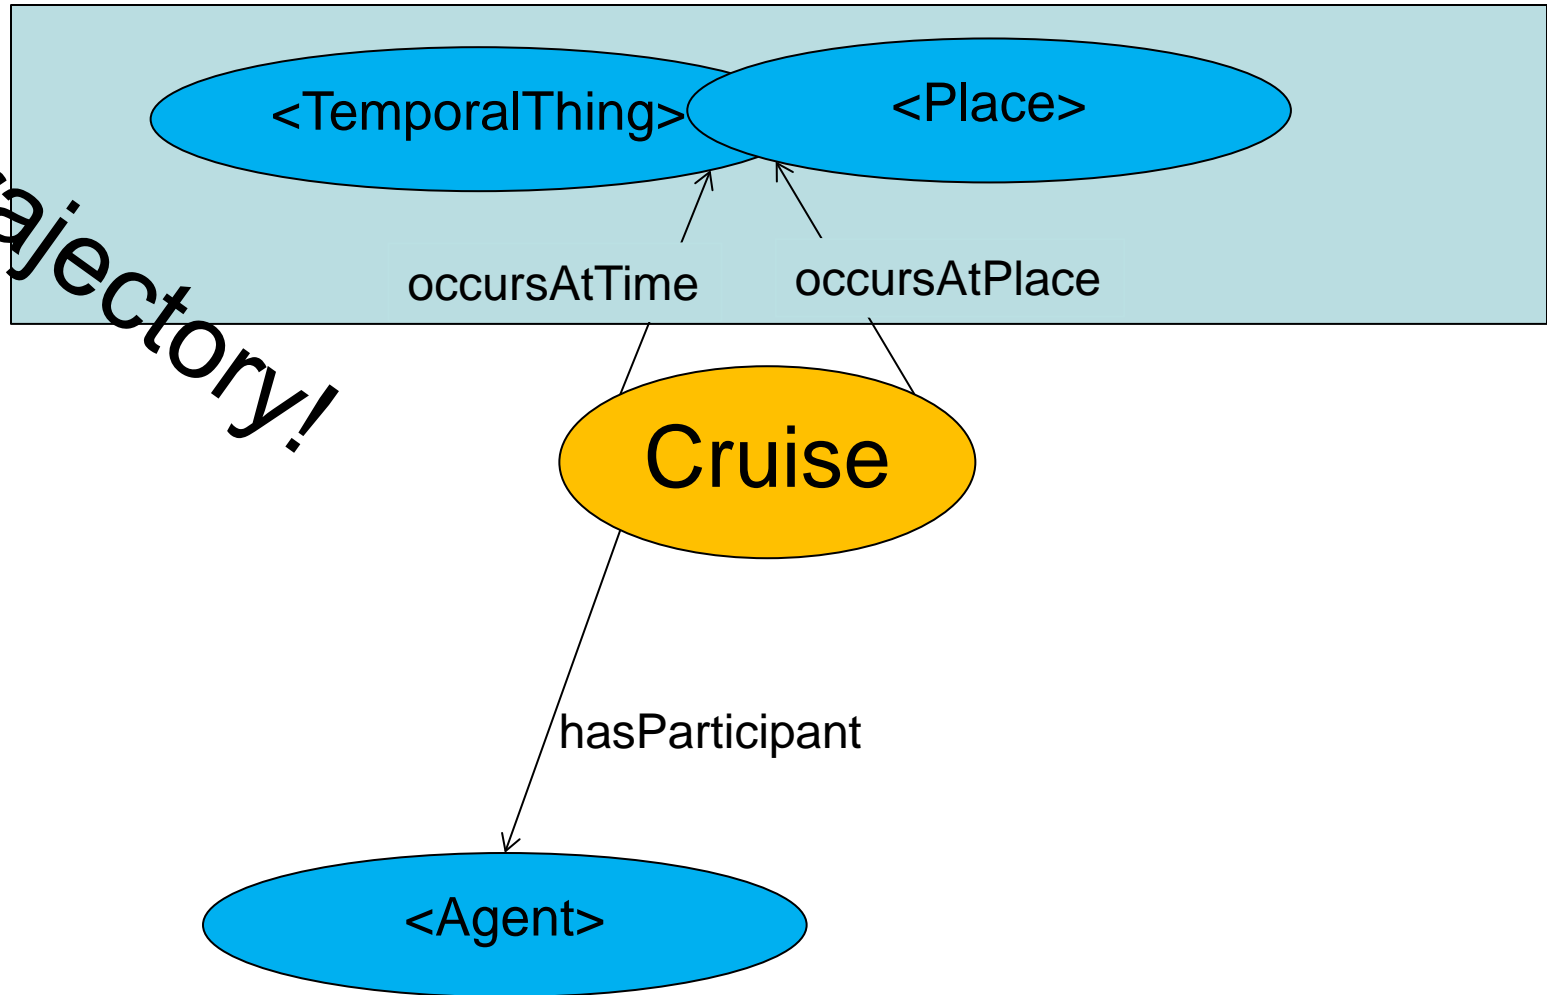 <TemporalThing>
<Place>
occursAtTime
occursAtPlace
ajectory!
Cruise
hasParticipant
<Agent>